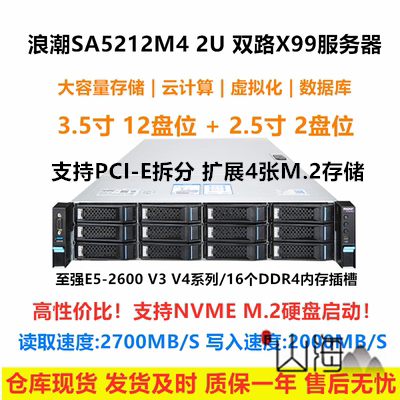 浪潮SA5212M4 2U 双路X99服务器
大容量存储 | 云计算 | 虚拟化 | 数据库
3.5寸 12盘位 + 2.5寸 2盘位
支持PCI-E拆分 扩展4张M.2存储
至强E5-2600 V3 V4系列/16个DDR4内存插槽
高性价比！支持NVME M.2硬盘启动！
读取速度:2700MB/S 写入速度:2000MB/S
仓库现货 发货及时 质保一年 售后无忧